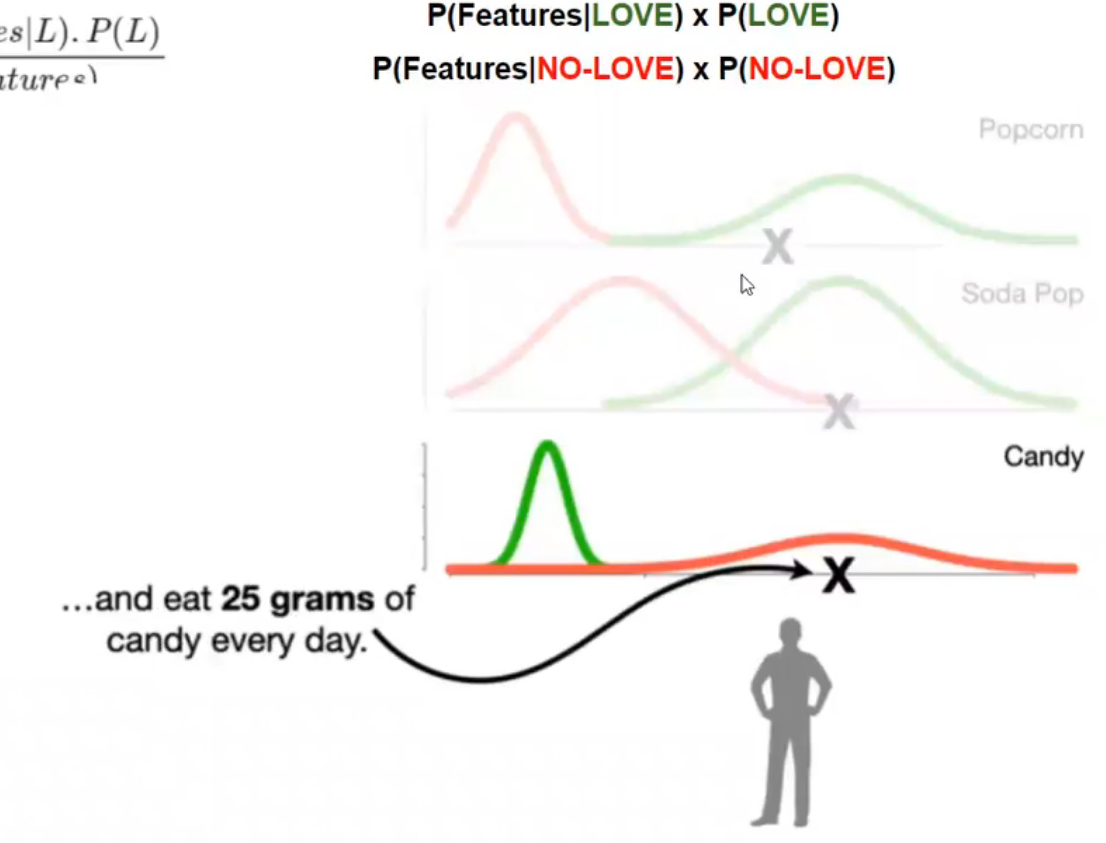 P(Features|LOVE) x P(LOVE)
es|L). P(L)
P(Features|NO-LOVE) x P(NO-LOVE)
Popcorn
X
Soda Pop
X
Candy
...and eat 25 grams of
candy every day.
X